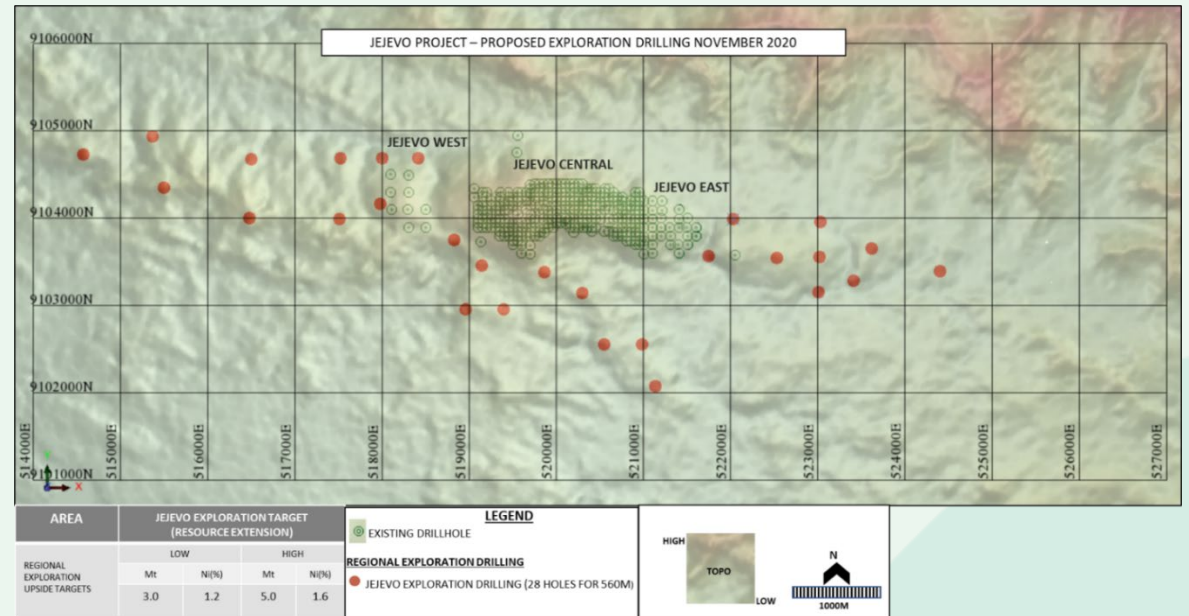 JEJEVO PROJECT – PROPOSED EXPLORATION DRILLING NOVEMBER 2020
9106000N
9105000N
9104000N
9103000N
9102000N
9101000N
JEJEVO WEST
JEJEVO CENTRAL
JEJEVO EAST
514000E
515000E
516000E
517000E
518000E
519000E
520000E
521000E
522000E
523000E
524000E
525000E
526000E
527000E
X
AREA
JEJEVO EXPLORATION TARGET
(RESOURCE EXTENSION)
REGIONAL
EXPLORATION
UPSIDE TARGETS
LOW HIGH
Mt Ni(%) Mt Ni(%)
3.0 1.2 5.0 1.6
LEGEND
EXISTING DRILLHOLE
REGIONAL EXPLORATION DRILLING
JEJEVO EXPLORATION DRILLING (28 HOLES FOR 560M)
HIGH
TOPO
LOW
N
1000M